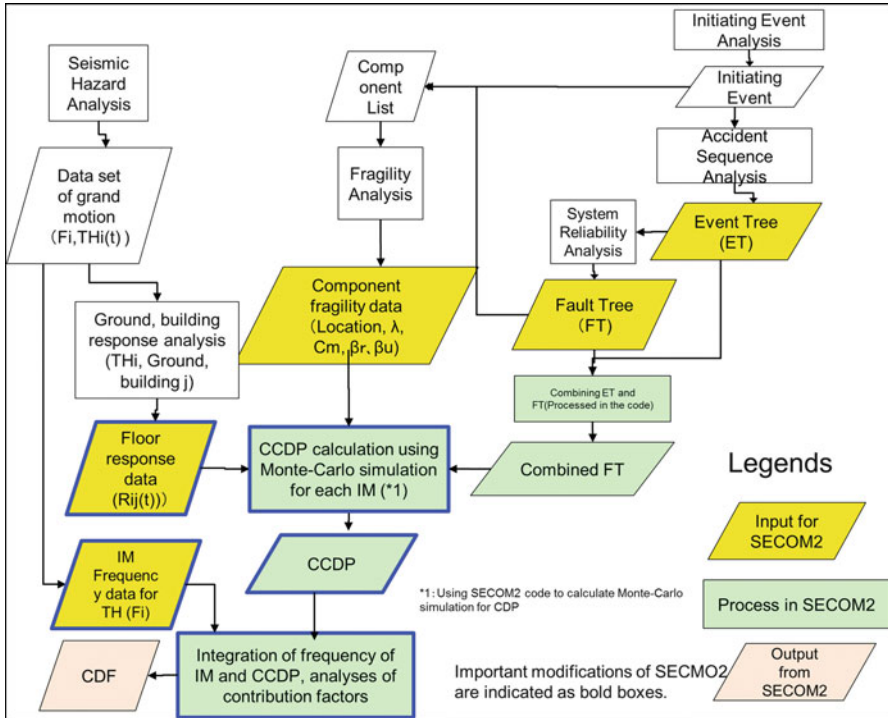 Initiating Event
Analysis
Initiating
Event
Accident
Sequence
Analysis
Event Tree
(ET)
System
Reliability
Analysis
Fault Tree
(FT)
Combining ET and
FT(Processed in the code)
Combined FT
Comp
onent
List
Fragility
Analysis
Component
fragility data
(Location, λ,
Cm, βr、βu)
Seismic
Hazard
Analysis
Data set
of grand
motion
(Fi,THi(t) )
Ground, building
response analysis
(THi, Ground,
building j)
Floor
response
data
(Rij(t)))
CCDP calculation using
Monte-Carlo simulation
for each IM (*1)
CCDP
IM
Frequenc
y data for
TH (Fi)
Integration of frequency of
IM and CCDP, analyses of
contribution factors
CDF
*1: Using SECOM2 code to calculate Monte-Carlo
simulation for CDP
Important modifications of SECMO2
are indicated as bold boxes.
Legends
Input for
SECOM2
Process in SECOM2
Output
from
SECOM2